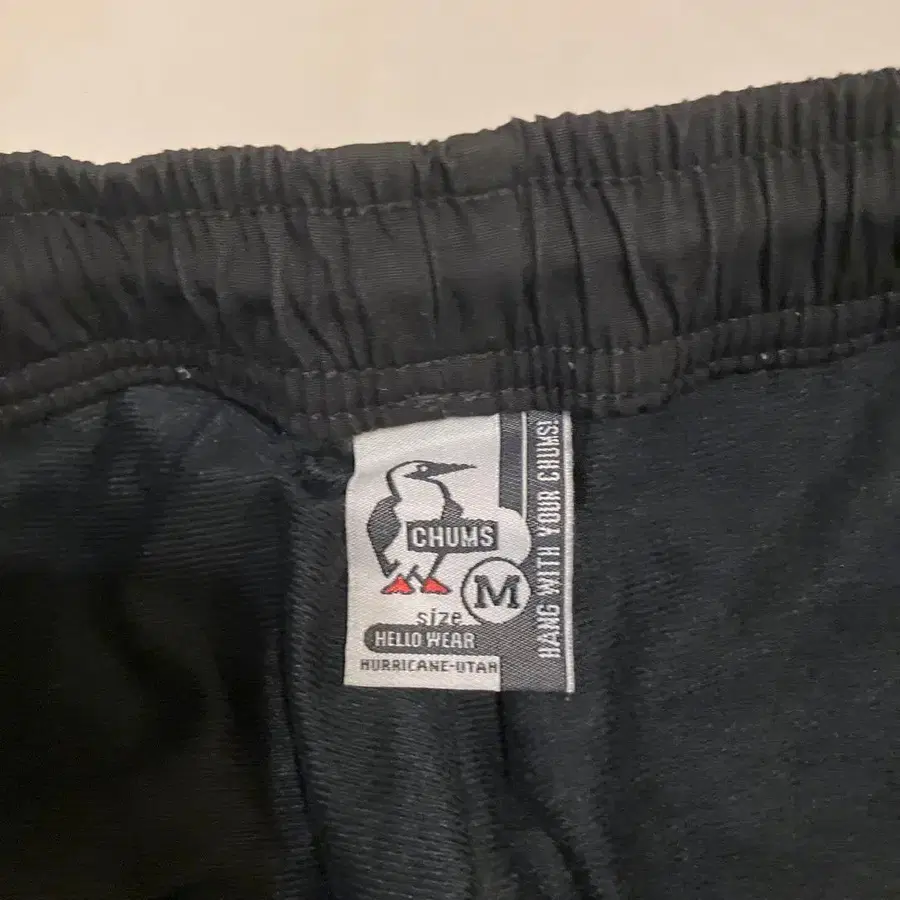 CHUMS
M
size
HELLO WEAR
HURRICANE-UTAH
HANG WITH YOUR CHUMS!